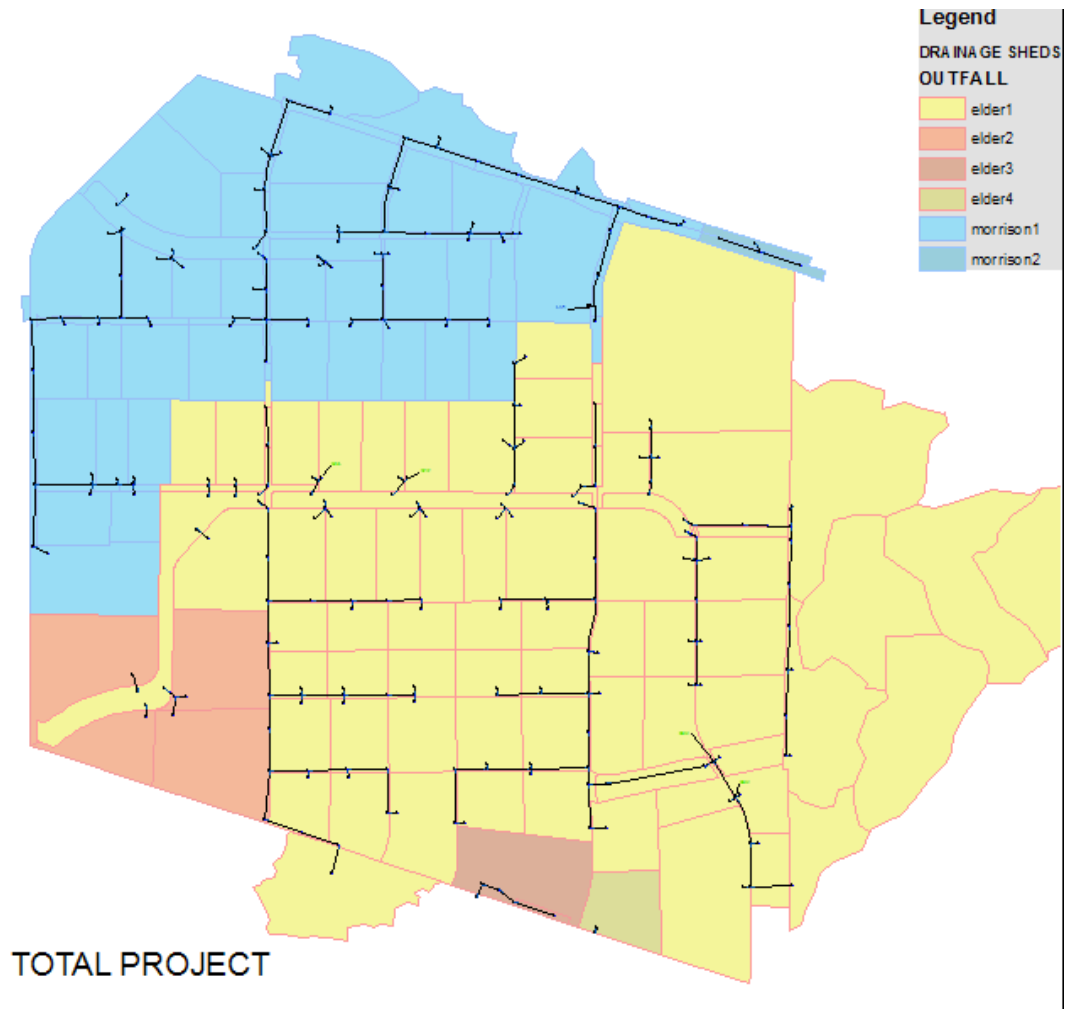 Legend
DRAINAGE SHEDS
OUTFALL
elder1
elder2
elder3
elder4
morrison1
morrison2
TOTAL PROJECT